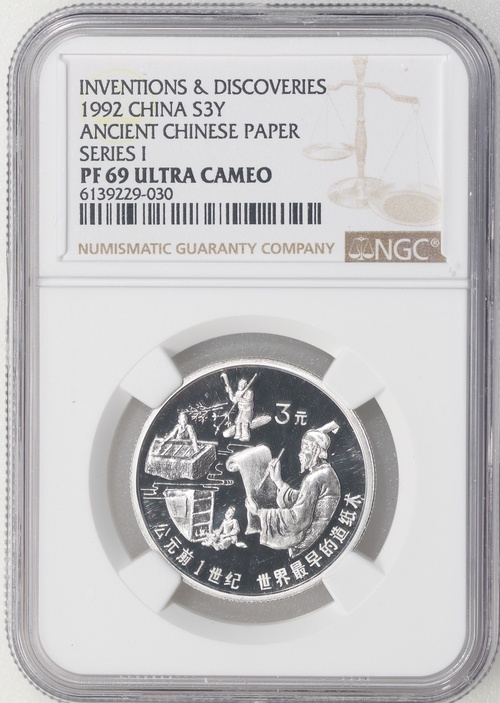 INVENTIONS & DISCOVERIES
1992 CHINA S3Y
ANCIENT CHINESE PAPER
SERIES I
PF 69 ULTRA CAMEO
6139229-030
NUMISMATIC GUARANTY COMPANY
NGC®
3元
公元前1世纪 世界最早的造纸术